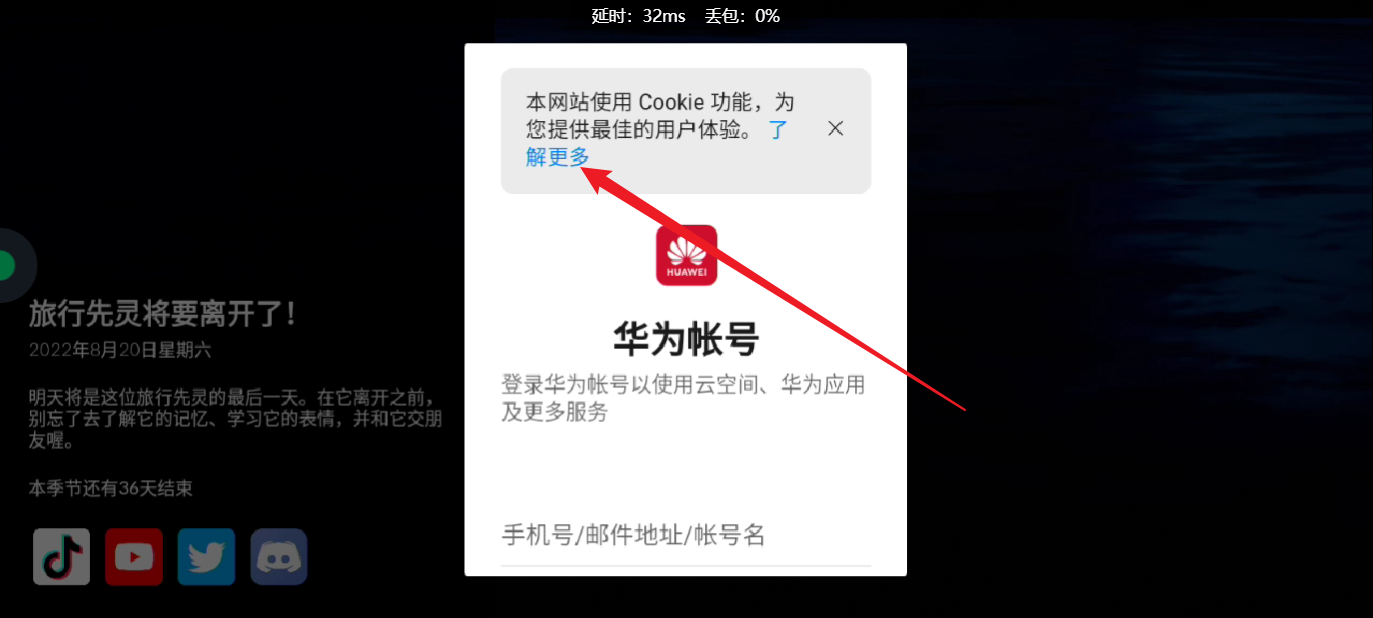 延时：32ms 丢包：0%
本网站使用 Cookie 功能，为
您提供最佳的用户体验。 了
解更多
HUAWEI
华为帐号
登录华为帐号以使用云空间、华为应用
及更多服务
手机号/邮件地址/帐号名
旅行先灵将要离开了！
2022年8月20日星期六
明天将是这位旅行先灵的最后一天。在它离开之前，
别忘了去了解它的记忆、学习它的表情，并和它交朋
友喔。
本季节还有36天结束